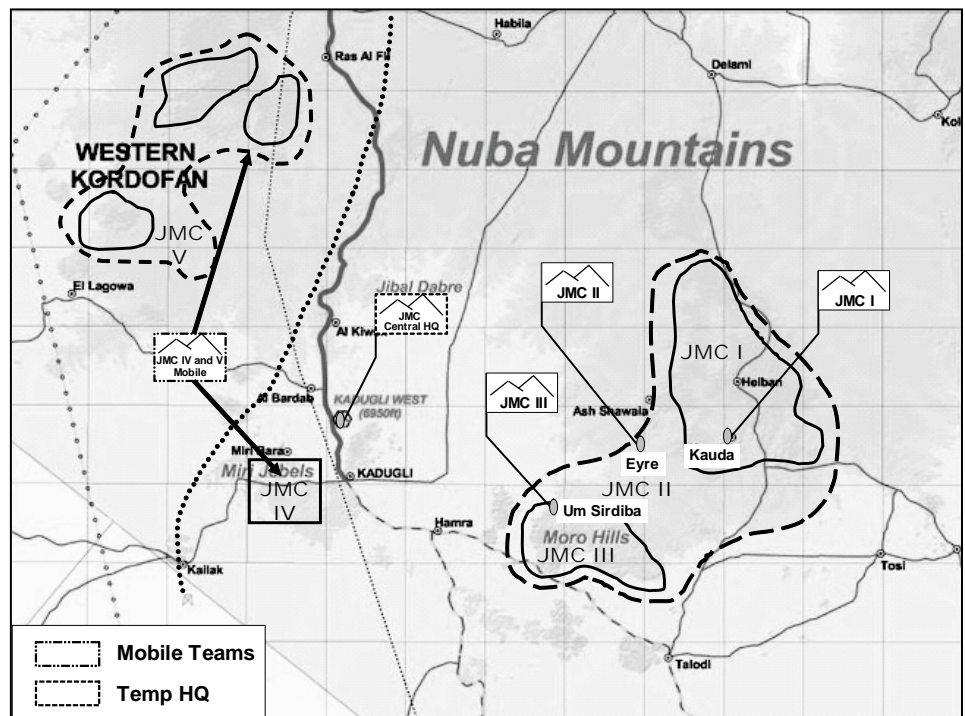 Habila
Ras Al Fil
Delami
Kol
Nuba Mountains
WESTERN
KORDOFAN
JMC
V
El Lagowa
Jibal Dabre
JMC
Central HQ
JMC II
JMC I
JMC IV and V
Mobile
JMC I
Heiban
JMC III
Al Bardab
KADUGLI WEST
(6950ft)
Ash Shawaia
Eyre
Kauda
Miri Bara
Miri Jebels
KADUGLI
JMC
IV
JMC II
Um Sirdiba
Hamra
Moro Hills
JMC III
Tosi
Kailak
Talodi
Mobile Teams
Temp HQ